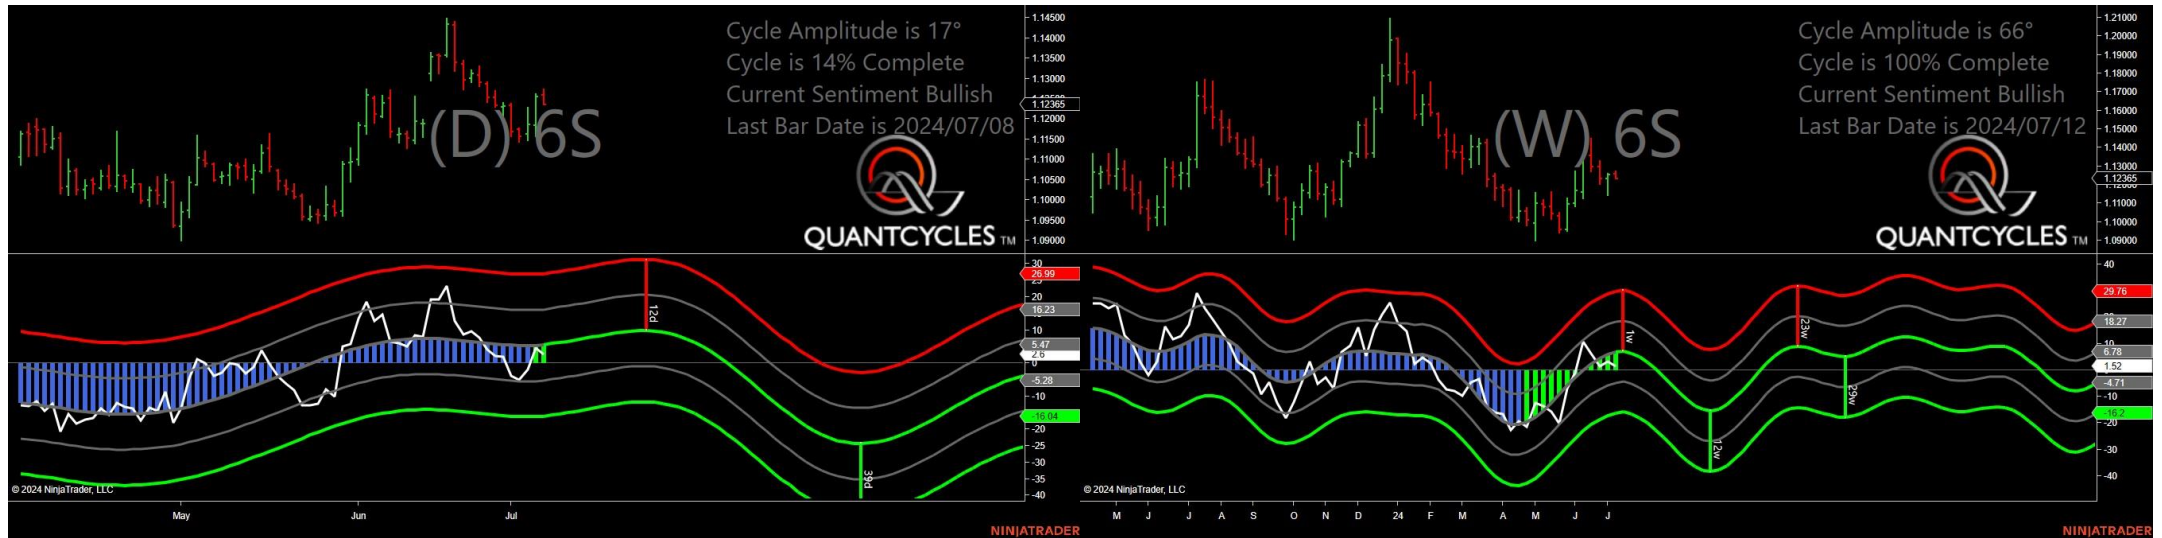 Cycle Amplitude is 17°
Cycle is 14% Complete
Current Sentiment Bullish
Last Bar Date is 2024/07/08
(D) 6S
QUANTCYCLES TM
1.14500
1.14000
1.13500
1.13000
1.12365
1.12000
1.11500
1.11000
1.10500
1.10000
1.09500
1.09000
30
26.99
20
16.23
10
5.47
2.6
0
-5.28
-10
-16.04
-20
-25
-30
-35
-40
12d
39d
© 2024 NinjaTrader, LLC
May Jun Jul
NINJATRADER
Cycle Amplitude is 66°
Cycle is 100% Complete
Current Sentiment Bullish
Last Bar Date is 2024/07/12
(W) 6S
QUANTCYCLES TM
1.21000
1.20000
1.19000
1.18000
1.17000
1.16000
1.15000
1.14000
1.13000
1.12365
1.11000
1.10000
1.09000
40
29.76
18.27
10
6.78
1.52
-4.71
-10
-16.2
-20
-30
-40
1w
23w
12w
29w
© 2024 NinjaTrader, LLC
M J J A S O N D 24 F M A M J J
NINJATRADER